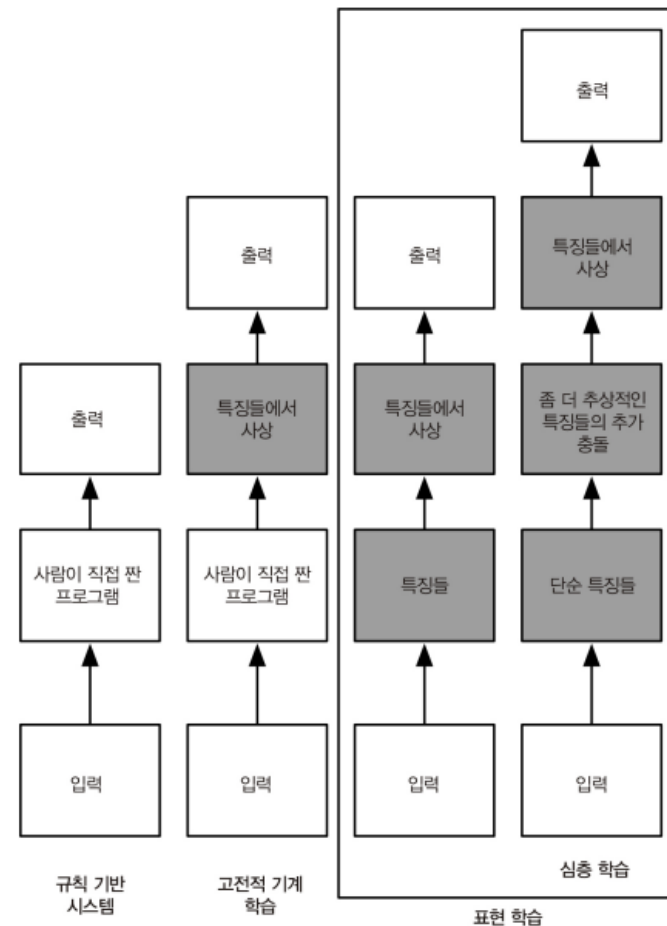 출력
출력
출력
특징들에서
사상
출력
특징들에서
사상
특징들에서
사상
좀 더 추상적인
특징들의 추가
충돌
사람이 직접 짠
프로그램
사람이 직접 짠
프로그램
특징들
단순 특징들
입력
입력
입력
입력
규칙 기반
시스템
고전적 기계
학습
심층 학습
표현 학습